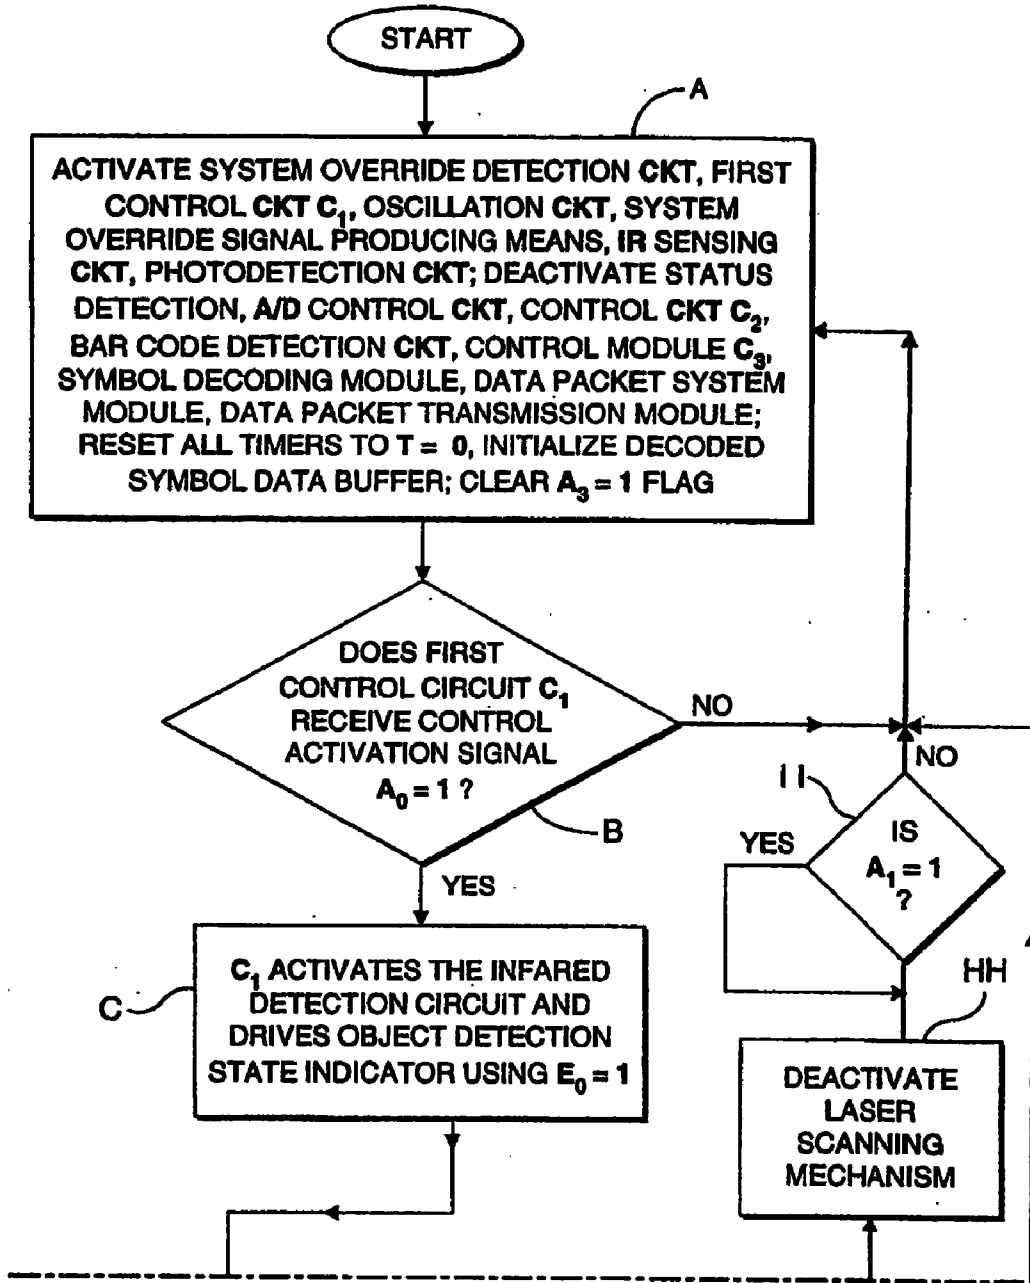 START
A
ACTIVATE SYSTEM OVERRIDE DETECTION CKT, FIRST
CONTROL CKT C₁, OSCILLATION CKT, SYSTEM
OVERRIDE SIGNAL PRODUCING MEANS, IR SENSING
CKT, PHOTODETECTION CKT; DEACTIVATE STATUS
DETECTION, A/D CONTROL CKT, CONTROL CKT C₂,
BAR CODE DETECTION CKT, CONTROL MODULE C₃,
SYMBOL DECODING MODULE, DATA PACKET SYSTEM
MODULE, DATA PACKET TRANSMISSION MODULE;
RESET ALL TIMERS TO T = 0, INITIALIZE DECODED
SYMBOL DATA BUFFER; CLEAR A₃ = 1 FLAG
DOES FIRST
CONTROL CIRCUIT C₁
RECEIVE CONTROL
ACTIVATION SIGNAL
A₀ = 1 ?
NO
B
YES
C₁ ACTIVATES THE INFARED
DETECTION CIRCUIT AND
DRIVES OBJECT DETECTION
STATE INDICATOR USING E₀ = 1
C
NO
II
IS
A₁ = 1
?
YES
HH
DEACTIVATE
LASER
SCANNING
MECHANISM